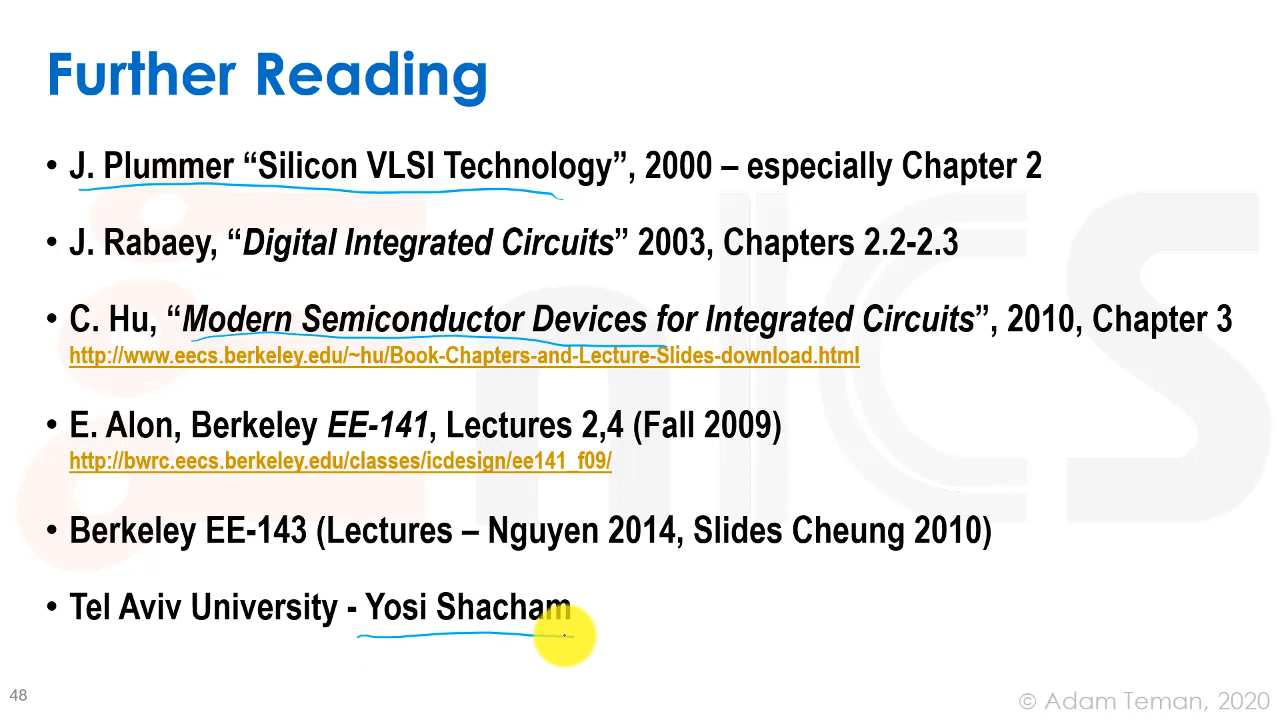 Further Reading
• J. Plummer “Silicon VLSI Technology”, 2000 – especially Chapter 2
• J. Rabaey, “Digital Integrated Circuits” 2003, Chapters 2.2-2.3
• C. Hu, “Modern Semiconductor Devices for Integrated Circuits”, 2010, Chapter 3
http://www.eecs.berkeley.edu/~hu/Book-Chapters-and-Lecture-Slides-download.html
• E. Alon, Berkeley EE-141, Lectures 2,4 (Fall 2009)
http://bwrc.eecs.berkeley.edu/classes/icdesign/ee141_f09/
• Berkeley EE-143 (Lectures – Nguyen 2014, Slides Cheung 2010)
• Tel Aviv University - Yosi Shacham
48
© Adam Teman, 2020
EnICS